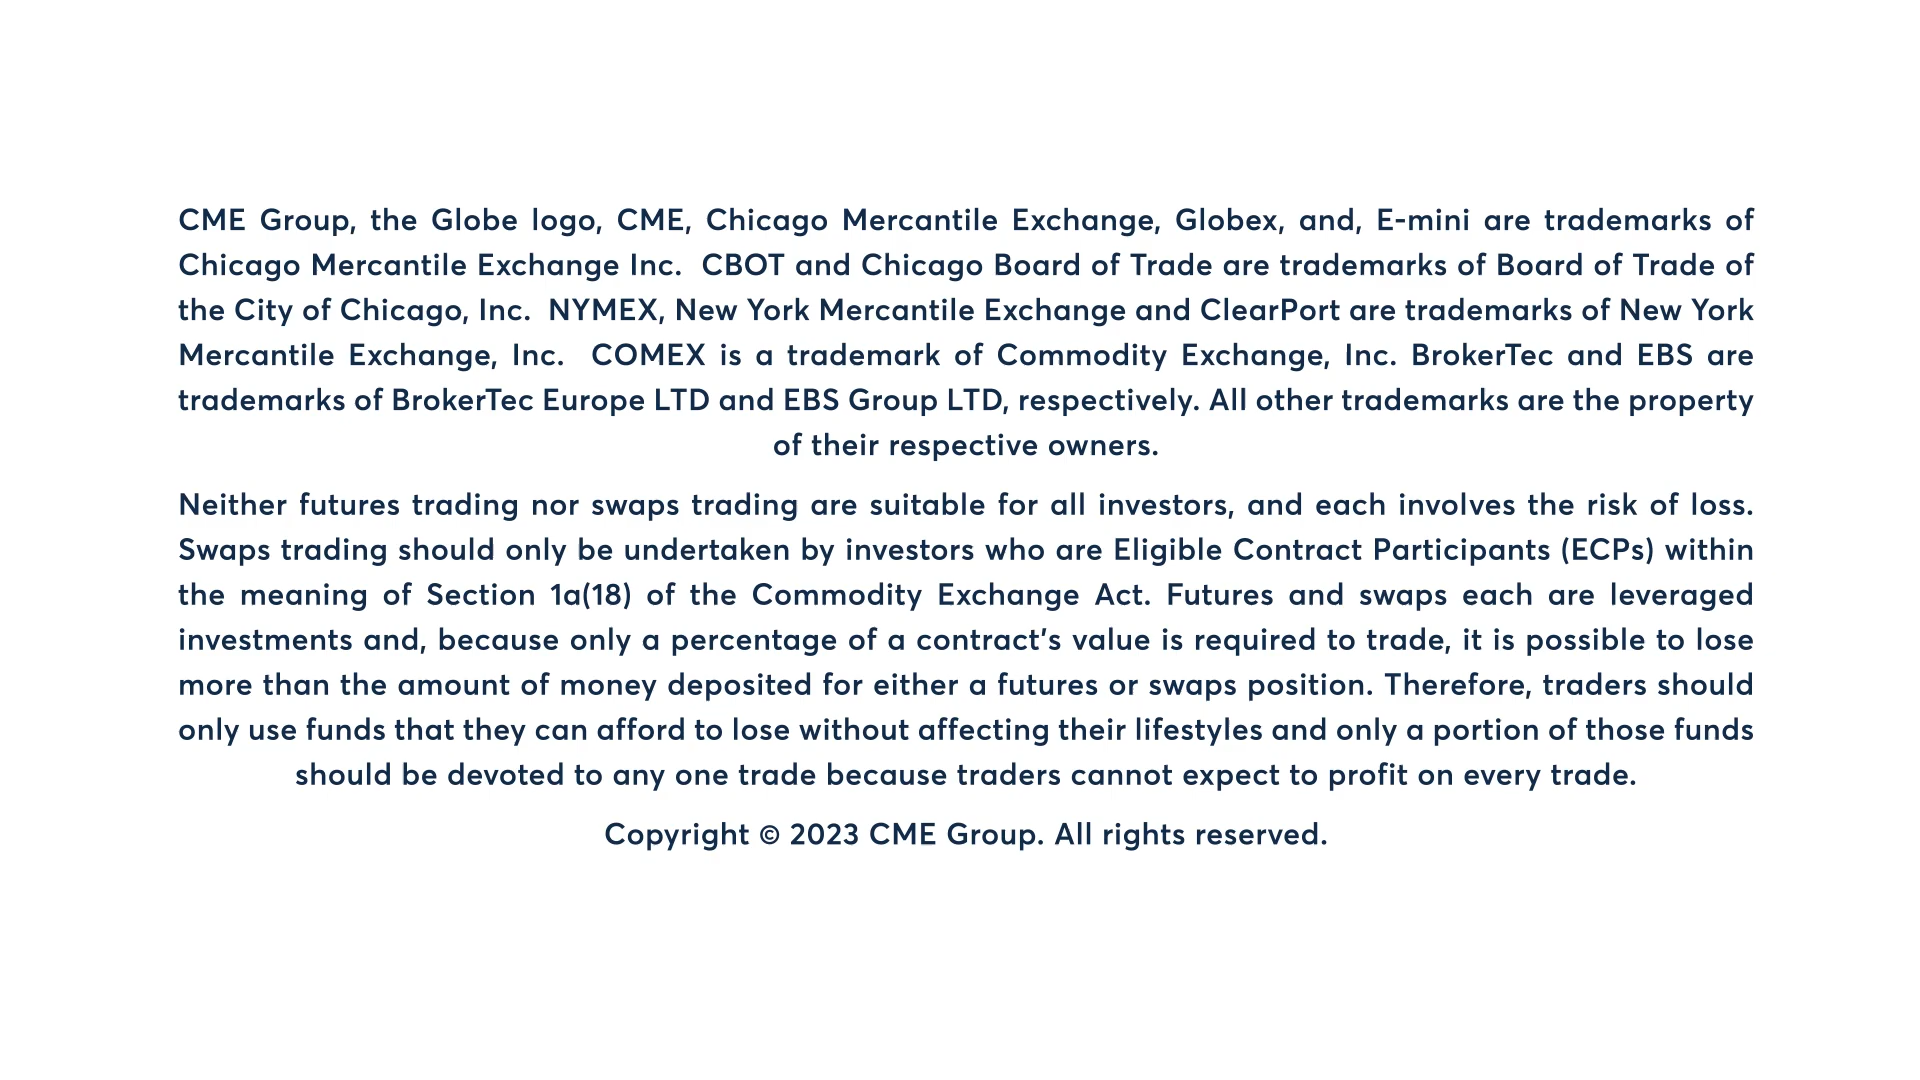 CME Group, the Globe logo, CME, Chicago Mercantile Exchange, Globex, and, E-mini are trademarks of
Chicago Mercantile Exchange Inc.  CBOT and Chicago Board of Trade are trademarks of Board of Trade of
the City of Chicago, Inc.  NYMEX, New York Mercantile Exchange and ClearPort are trademarks of New York
Mercantile Exchange, Inc.  COMEX is a trademark of Commodity Exchange, Inc. BrokerTec and EBS are
trademarks of BrokerTec Europe LTD and EBS Group LTD, respectively. All other trademarks are the property
of their respective owners.
Neither futures trading nor swaps trading are suitable for all investors, and each involves the risk of loss.
Swaps trading should only be undertaken by investors who are Eligible Contract Participants (ECPs) within
the meaning of Section 1a(18) of the Commodity Exchange Act. Futures and swaps each are leveraged
investments and, because only a percentage of a contract's value is required to trade, it is possible to lose
more than the amount of money deposited for either a futures or swaps position. Therefore, traders should
only use funds that they can afford to lose without affecting their lifestyles and only a portion of those funds
should be devoted to any one trade because traders cannot expect to profit on every trade.
Copyright © 2023 CME Group. All rights reserved.